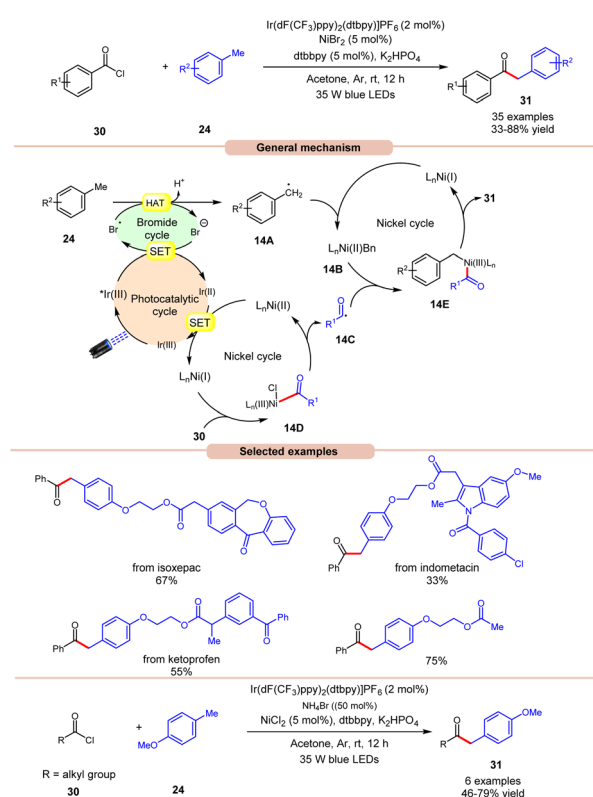 Ir(dF(CF3)ppy)2(dtbpy)]PF6 (2 mol%)
NiBr2 (5 mol%)
dtbbpy (5 mol%), K2HPO4
Acetone, Ar, rt, 12 h
35 W blue LEDs
R1
O
Cl
30
+
R2
Me
24
R1
O
R2
31
35 examples
33-88% yield
General mechanism
R2
Me
24
H+
HAT
Br•
Br⊖
Bromide
cycle
SET
R2
•CH2
14A
LnNi(I)
31
Nickel cycle
LnNi(II)Bn
14B
R2
Ni(III)Ln
R1
O
14E
*Ir(III)
Ir(II)
Photocatalytic
cycle
Ir(III)
SET
LnNi(II)
Nickel cycle
LnNi(I)
30
O
R1
14C
Cl
O
Ln(III)Ni
R1
14D
Selected examples
Ph
O
O
O
O
O
O
from isoxepac
67%
O
O
O
O
Me
N
O
Me
O
Cl
Ph
from indometacin
33%
O
Ph
O
O
O
Me
O
Ph
from ketoprofen
55%
O
Ph
O
O
O
Me
75%
Ir(dF(CF3)ppy)2(dtbpy)]PF6 (2 mol%)
NH4Br ((50 mol%)
NiCl2 (5 mol%), dtbbpy, K2HPO4
Acetone, Ar, rt, 12 h
35 W blue LEDs
O
R
Cl
R = alkyl group
30
+
Me
MeO
24
O
R
OMe
31
6 examples
46-79% yield